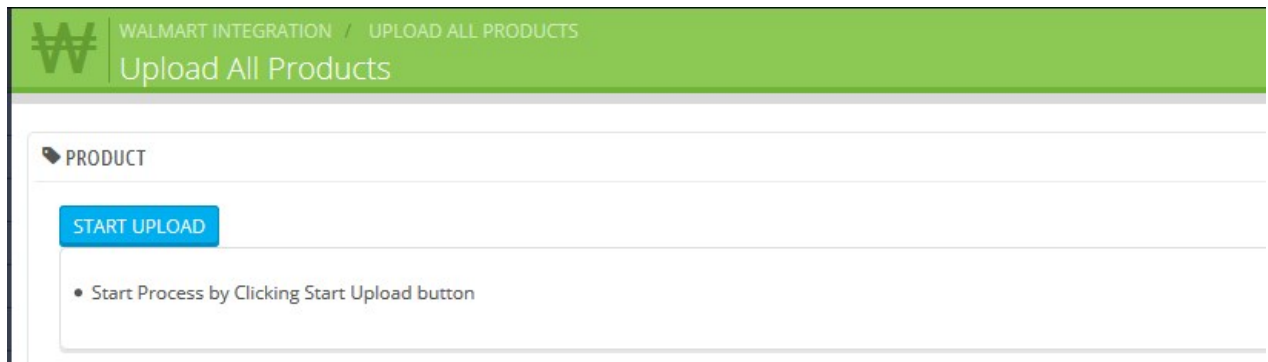 WALMART INTEGRATION / UPLOAD ALL PRODUCTS
Upload All Products
PRODUCT
START UPLOAD
• Start Process by Clicking Start Upload button